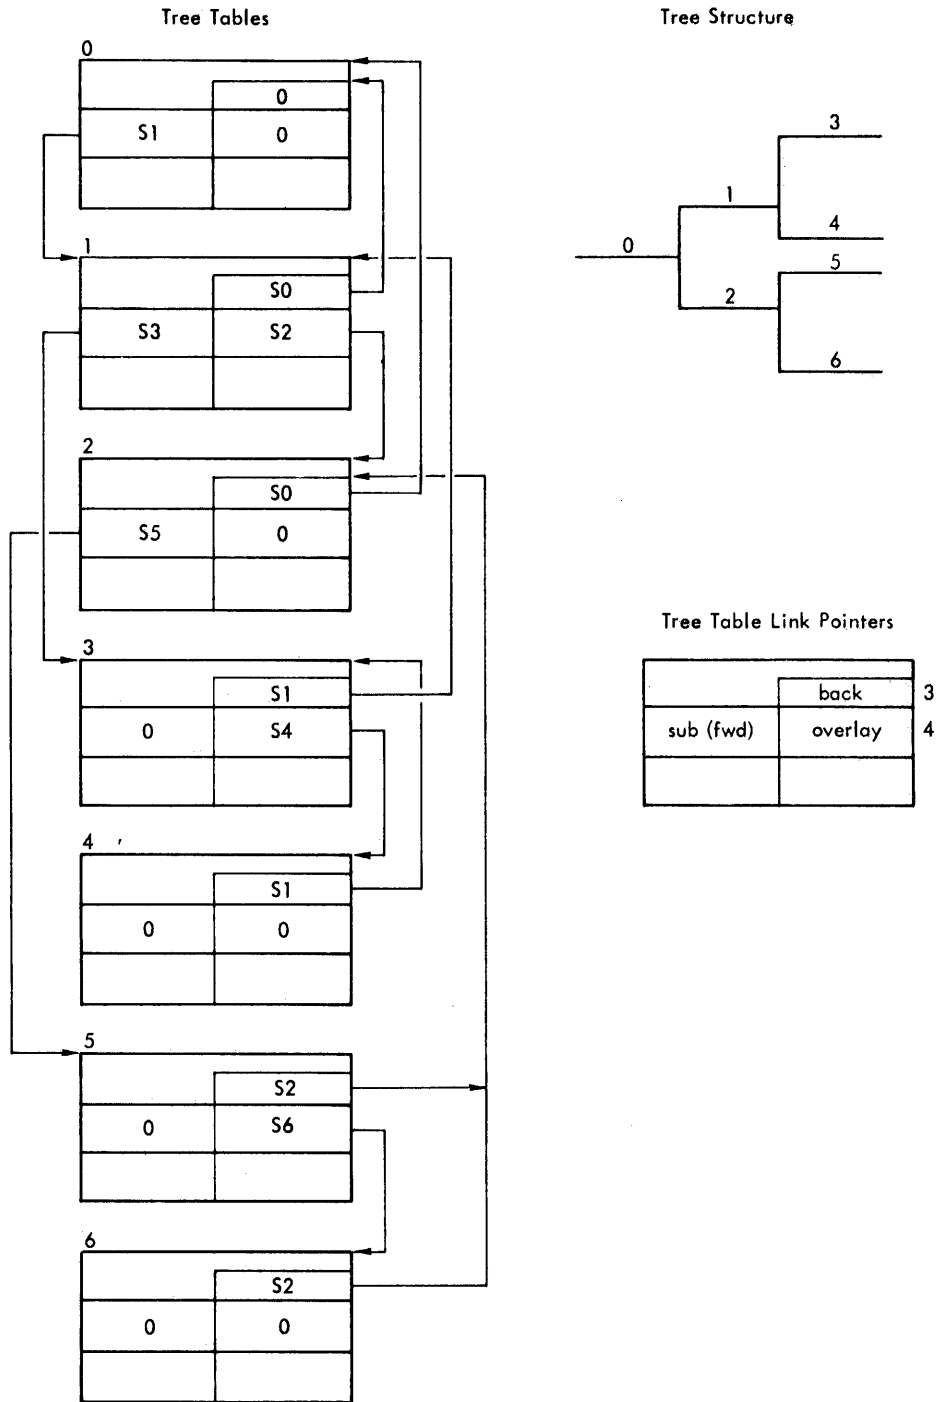 Tree Tables
0
0
S1 0
1
S0
S3 S2
2
S0
S5 0
3
S1
0 S4
4
S1
0 0
5
S2
0 S6
6
S2
0 0
Tree Structure
3
1
4
0
5
2
6
Tree Table Link Pointers
back 3
sub (fwd) overlay 4